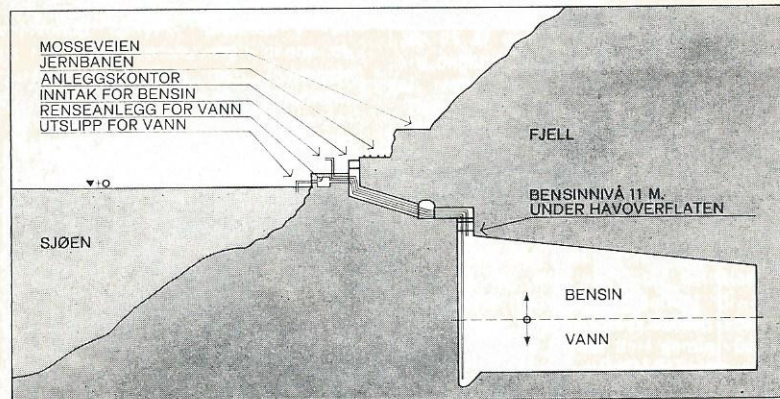 MOSSEVEIEN
JERNBANEN
ANLEGGSKONTOR
INNTAK FOR BENSIN
RENSEANLEGG FOR VANN
UTSLIPP FOR VANN
FJELL
▼+0
BENSINNIVÅ 11 M.
UNDER HAVOVERFLATEN
SJØEN
BENSIN
VANN